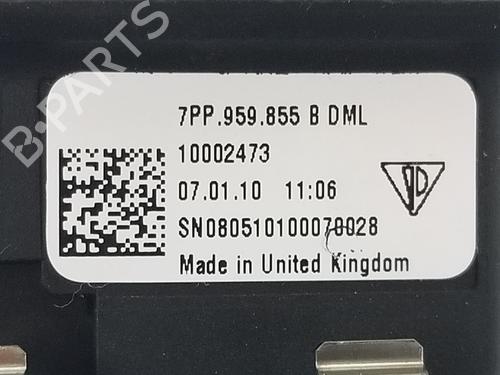 B-PARTS
7PP.959.855 B DML
10002473
07.01.10 11:06
SN080510100070028
Made in United Kingdom